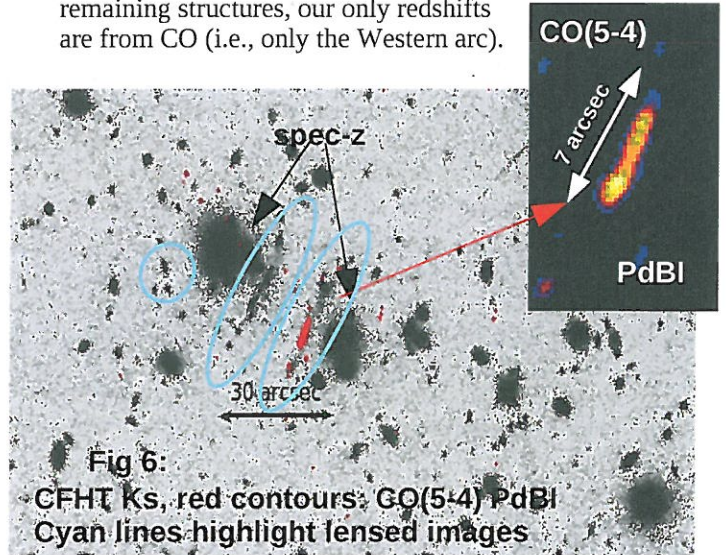 remaining structures, our only redshifts
are from CO (i.e., only the Western arc).
CO(5-4)
7 arcsec
PdBI
spec-z
30 arcsec
Fig 6:
CFHT Ks, red contours: CO(5-4) PdBI
Cyan lines highlight lensed images